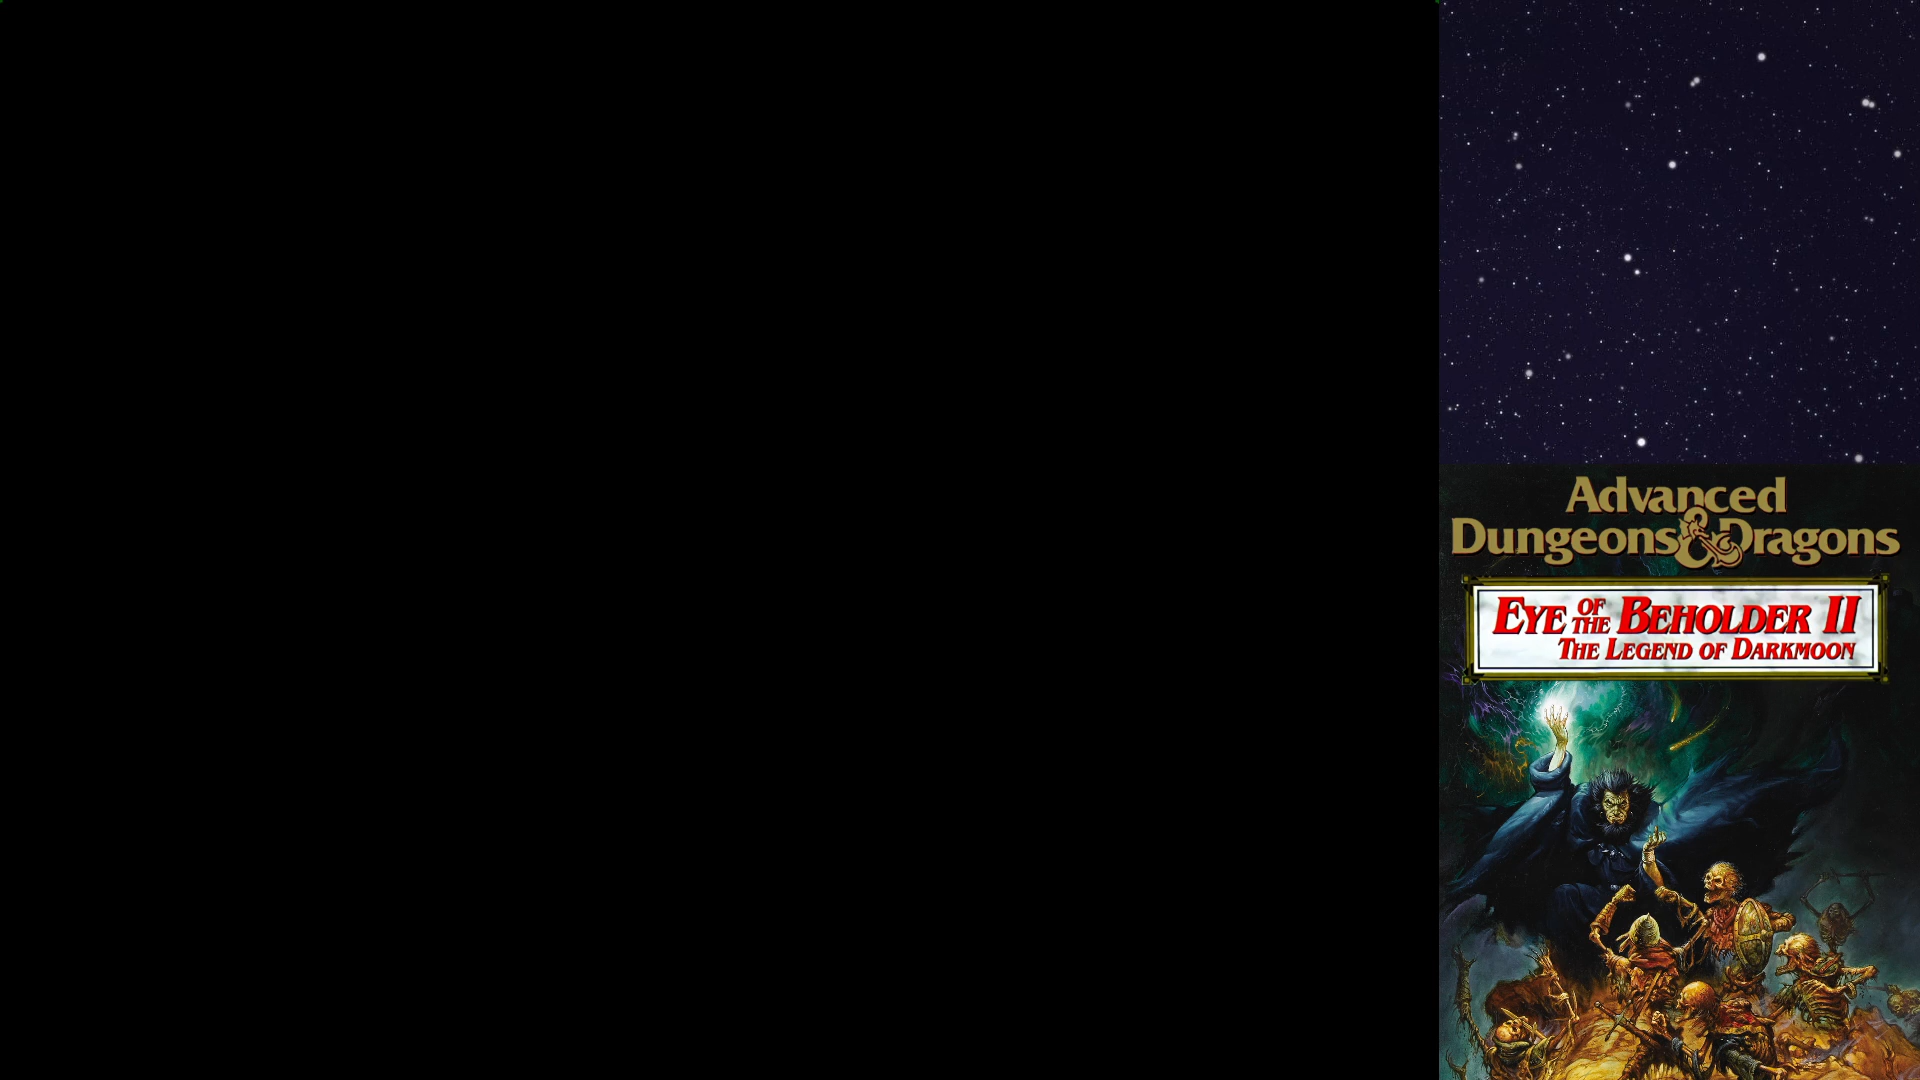 Advanced
Dungeons & Dragons
EYE OF THE BEHOLDER II
THE LEGEND OF DARKMOON